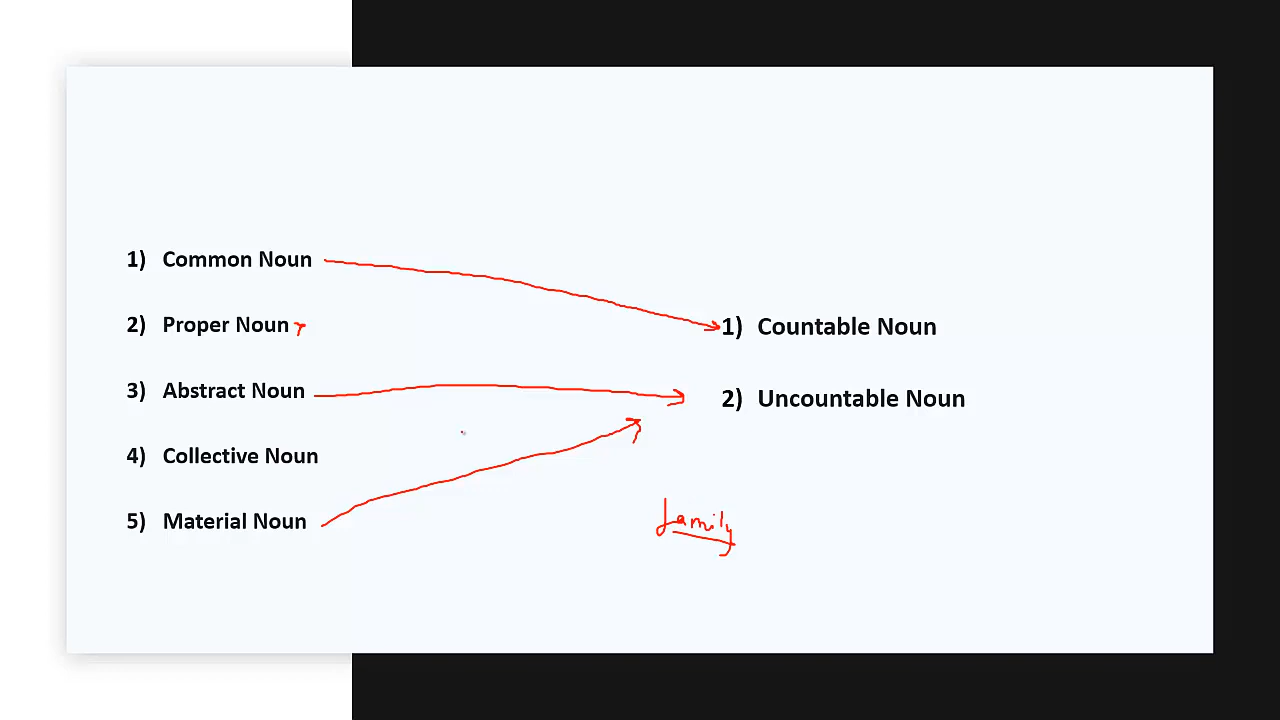 1) Common Noun
2) Proper Noun
3) Abstract Noun
4) Collective Noun
5) Material Noun
1) Countable Noun
2) Uncountable Noun
family